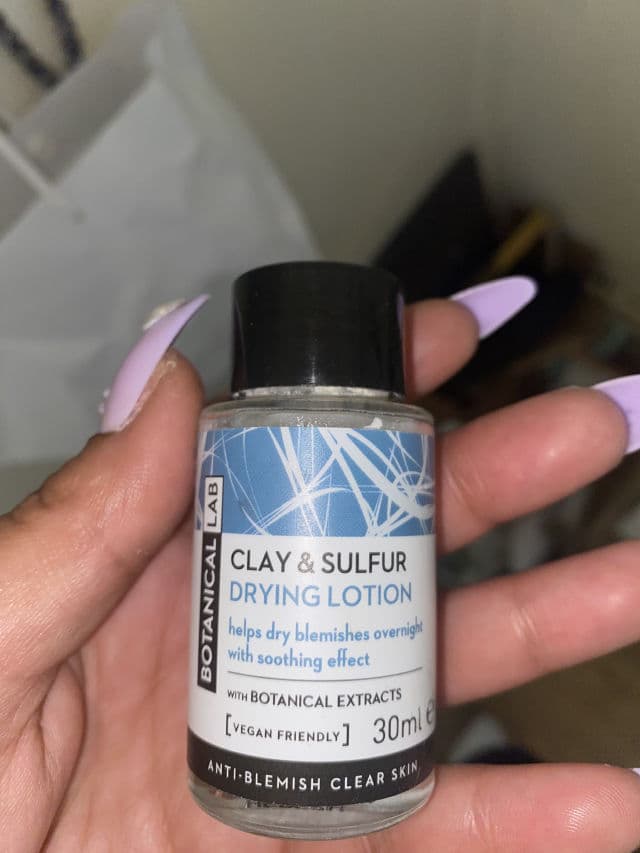 BOTANICAL LAB
CLAY & SULFUR
DRYING LOTION
helps dry blemishes overnight
with soothing effect
WITH BOTANICAL EXTRACTS
[VEGAN FRIENDLY] 30ml e
ANTI-BLEMISH CLEAR SKIN